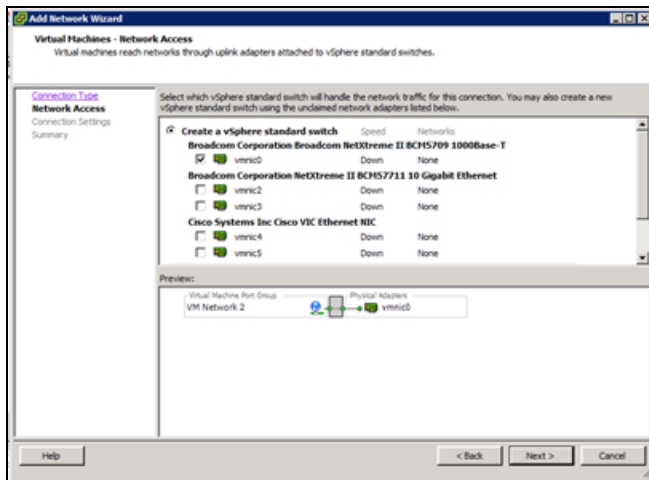 Add Network Wizard
Virtual Machines - Network Access
Virtual machines reach networks through uplink adapters attached to vSphere standard switches.
Connection Type
Network Access
Connection Settings
Summary
Select which vSphere standard switch will handle the network traffic for this connection. You may also create a new
vSphere standard switch using the unclaimed network adapters listed below.
Create a vSphere standard switch Speed Networks
Broadcom Corporation Broadcom NetXtreme II BCM5709 1000Base-T
vmnic0 Down None
Broadcom Corporation NetXtreme II BCM57711 10 Gigabit Ethernet
vmnic2 Down None
vmnic3 Down None
Cisco Systems Inc Cisco VIC Ethernet NIC
vmnic4 Down None
vmnic5 Down None
Preview:
Virtual Machine Port Group Physical Adapters
VM Network 2 vmnic0
Help < Back Next > Cancel